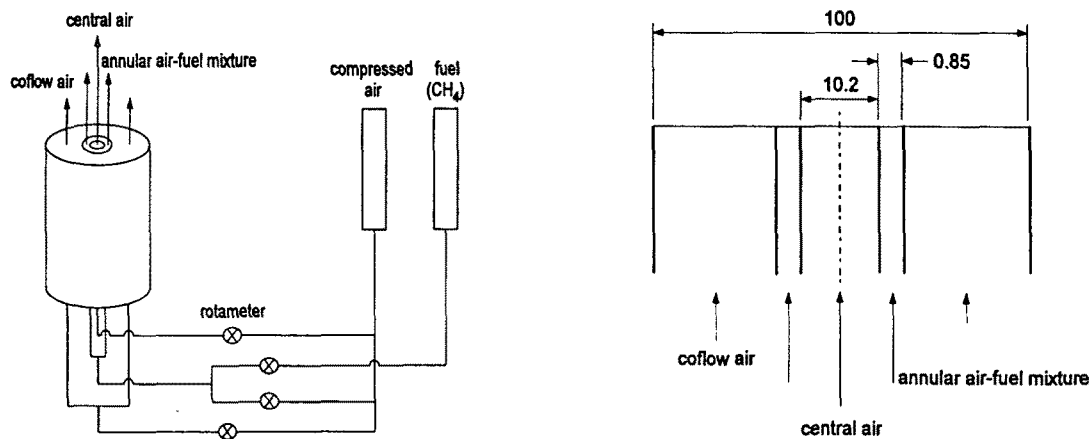 central air
annular air-fuel mixture
coflow air
compressed
air
fuel
(CH4)
rotameter
100
0.85
10.2
coflow air
annular air-fuel mixture
central air